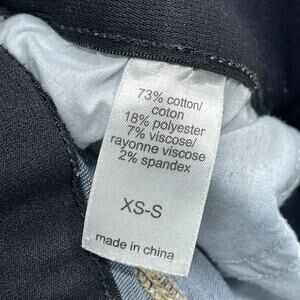 73% cotton/
coton
18% polyester
7% viscose/
rayonne viscose
2% spandex
XS-S
made in china